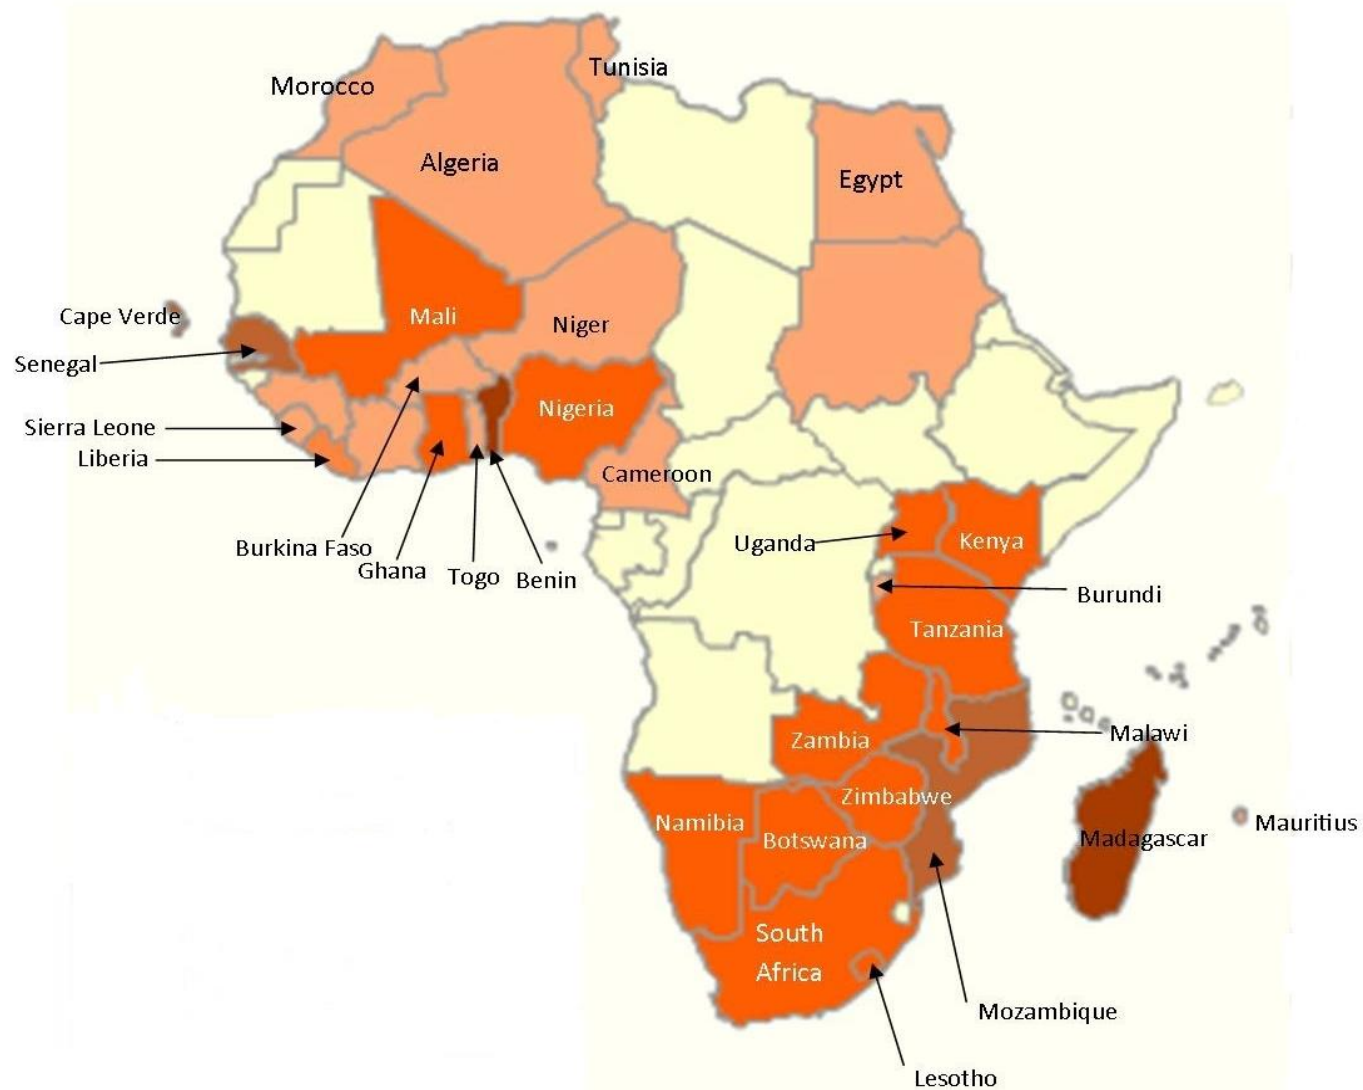 Tunisia
Morocco
Algeria
Egypt
Cape Verde
Mali
Niger
Senegal
Nigeria
Sierra Leone
Liberia
Cameroon
Burkina Faso
Ghana
Togo
Benin
Uganda
Kenya
Burundi
Tanzania
Malawi
Zambia
Zimbabwe
Namibia
Botswana
Madagascar
Mauritius
South
Africa
Mozambique
Lesotho